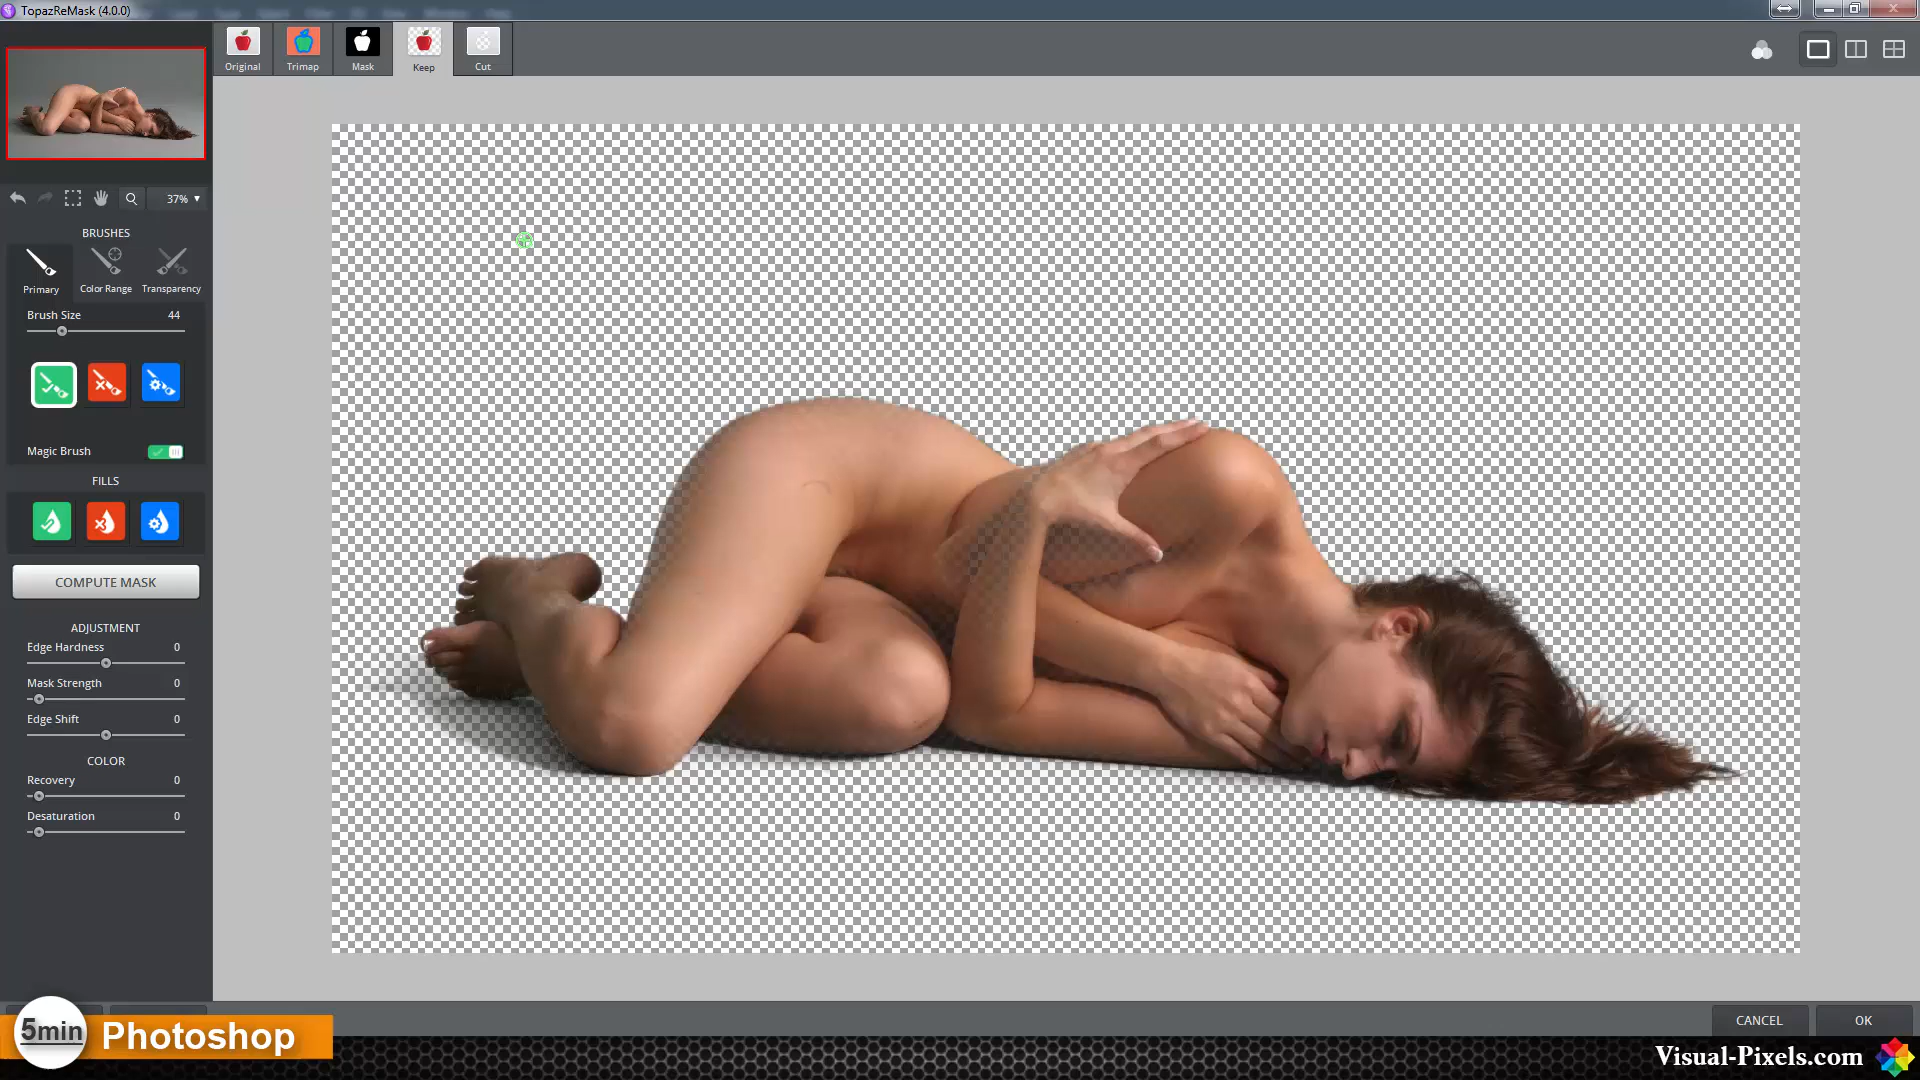 TopazReMask (4.0.0)
Original
Trimap
Mask
Keep
Cut
37%
BRUSHES
Primary
Color Range
Transparency
Brush Size 44
Magic Brush
FILLS
COMPUTE MASK
ADJUSTMENT
Edge Hardness 0
Mask Strength 0
Edge Shift 0
COLOR
Recovery 0
Desaturation 0
CANCEL
OK
5min Photoshop
Visual-Pixels.com